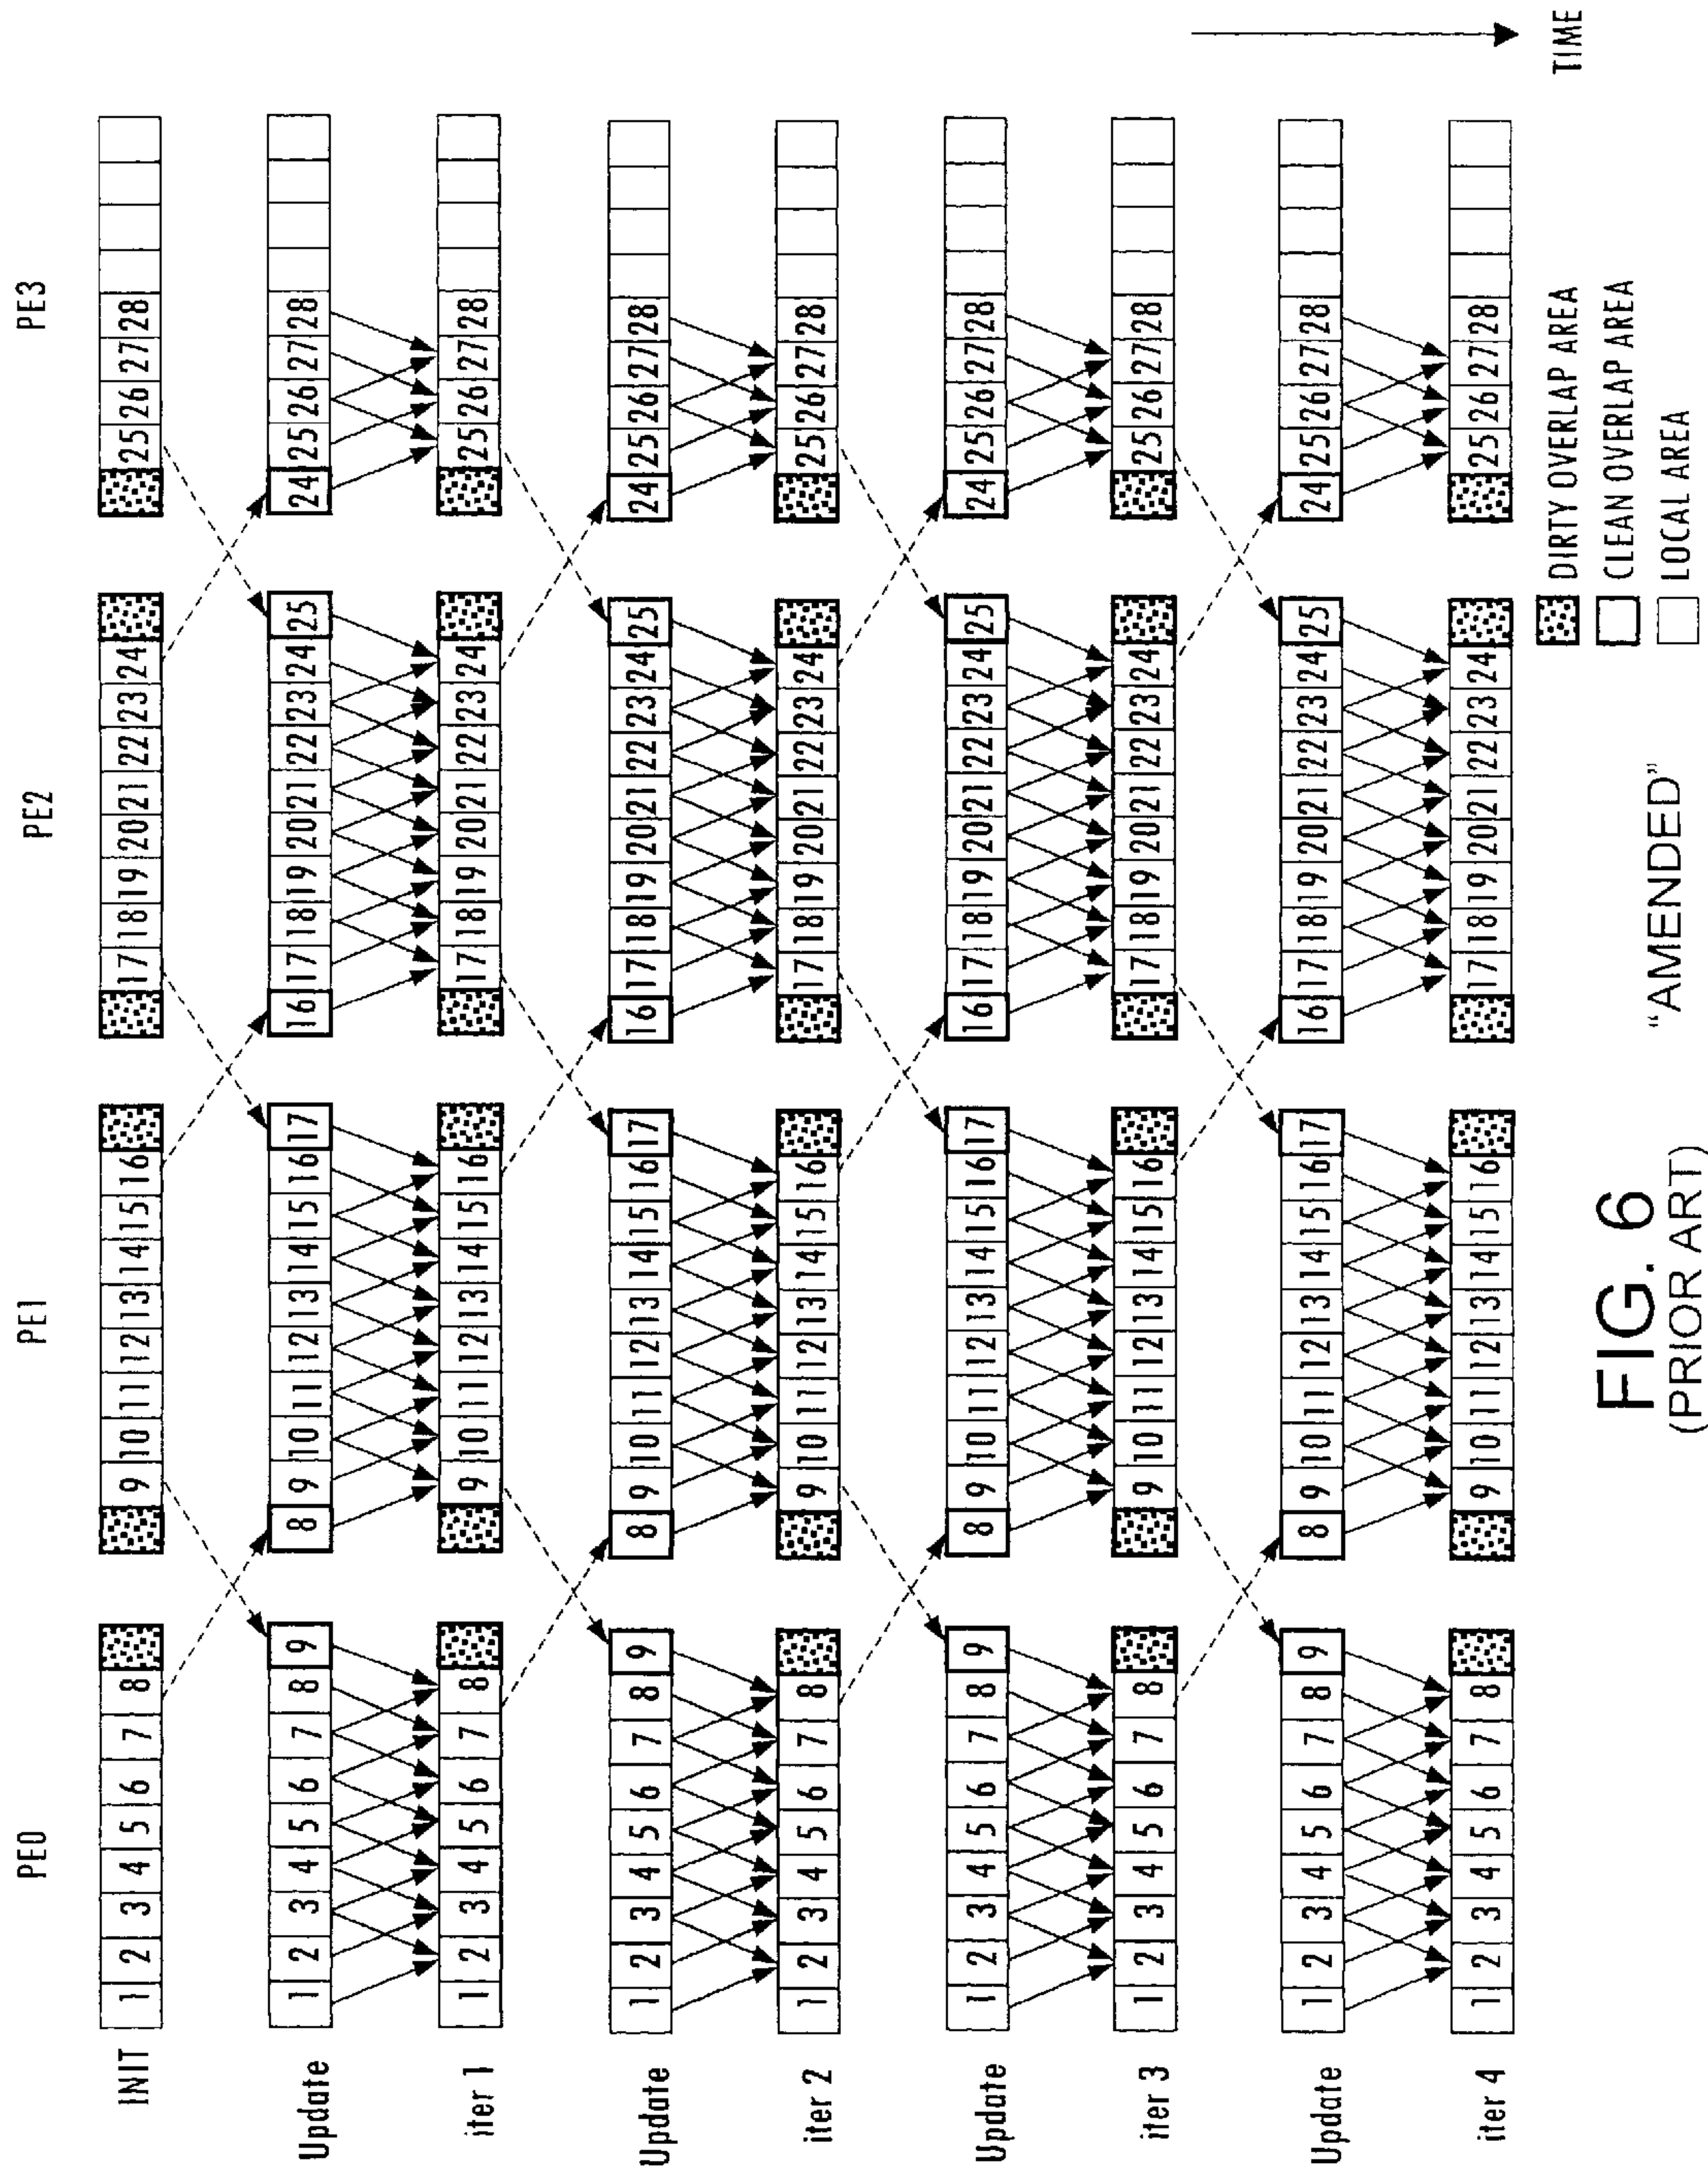 PE0 PE1 PE2 PE3
INIT 1 2 3 4 5 6 7 8 9 10 11 12 13 14 15 16 17 18 19 20 21 22 23 24 25 26 27 28
Update 1 2 3 4 5 6 7 8 9 8 9 10 11 12 13 14 15 16 17 16 17 18 19 20 21 22 23 24 25 24 25 26 27 28
iter 1 1 2 3 4 5 6 7 8 9 10 11 12 13 14 15 16 17 18 19 20 21 22 23 24 25 26 27 28
Update 1 2 3 4 5 6 7 8 9 8 9 10 11 12 13 14 15 16 17 16 17 18 19 20 21 22 23 24 25 24 25 26 27 28
iter 2 1 2 3 4 5 6 7 8 9 10 11 12 13 14 15 16 17 18 19 20 21 22 23 24 25 26 27 28
Update 1 2 3 4 5 6 7 8 9 8 9 10 11 12 13 14 15 16 17 16 17 18 19 20 21 22 23 24 25 24 25 26 27 28
iter 3 1 2 3 4 5 6 7 8 9 10 11 12 13 14 15 16 17 18 19 20 21 22 23 24 25 26 27 28
Update 1 2 3 4 5 6 7 8 9 8 9 10 11 12 13 14 15 16 17 16 17 18 19 20 21 22 23 24 25 24 25 26 27 28
iter 4 1 2 3 4 5 6 7 8 9 10 11 12 13 14 15 16 17 18 19 20 21 22 23 24 25 26 27 28
TIME
DIRTY OVERLAP AREA
CLEAN OVERLAP AREA
LOCAL AREA
FIG. 6
(PRIOR ART)
"AMENDED"